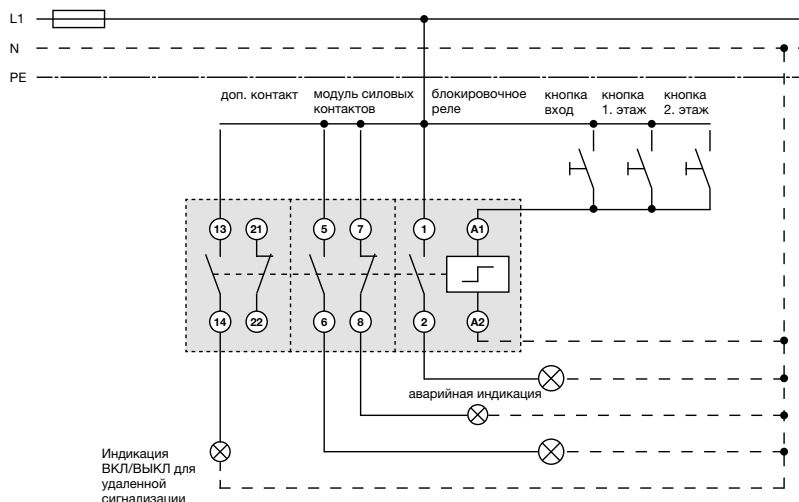 L1
N
PE
доп. контакт
модуль силовых
контактов
блокировочное
реле
кнопка
вход
кнопка
1. этаж
кнопка
2. этаж
13
21
5
7
1
A1
14
22
6
8
2
A2
аварийная индикация
Индикация
ВКЛ/ВЫКЛ для
удаленной
сигнализации